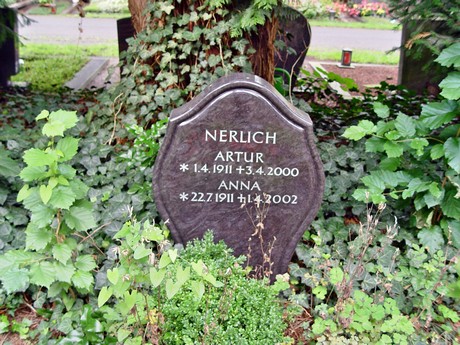 NERLICH
ARTUR
* 1.4.1911 +3.4.2000
ANNA
* 22.7.1911 +1.4.2002